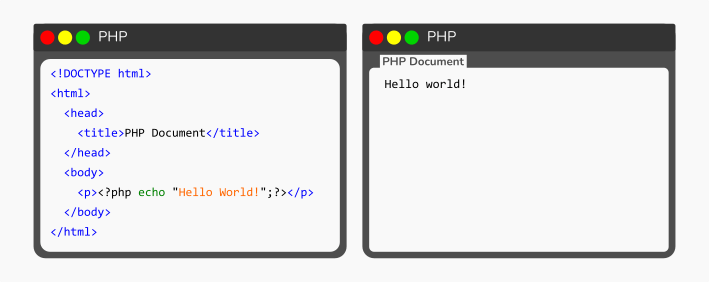 PHP
<!DOCTYPE html>
<html>
<head>
<title>PHP Document</title>
</head>
<body>
<p><?php echo "Hello World!";?></p>
</body>
</html>
PHP
PHP Document
Hello world!